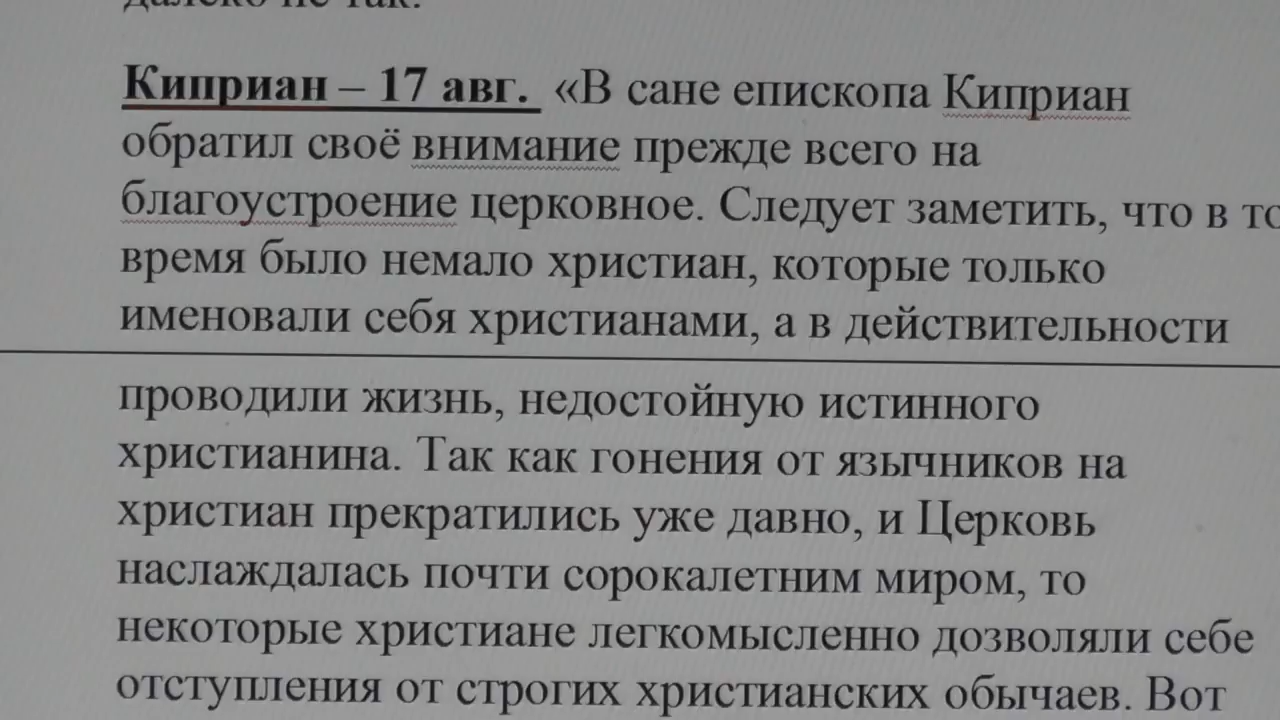 далеко не так.
Киприан – 17 авг. «В сане епископа Киприан
обратил своё внимание прежде всего на
благоустроение церковное. Следует заметить, что в то
время было немало христиан, которые только
именовали себя христианами, а в действительности
проводили жизнь, недостойную истинного
христианина. Так как гонения от язычников на
христиан прекратились уже давно, и Церковь
наслаждалась почти сорокалетним миром, то
некоторые христиане легкомысленно дозволяли себе
отступления от строгих христианских обычаев. Вот